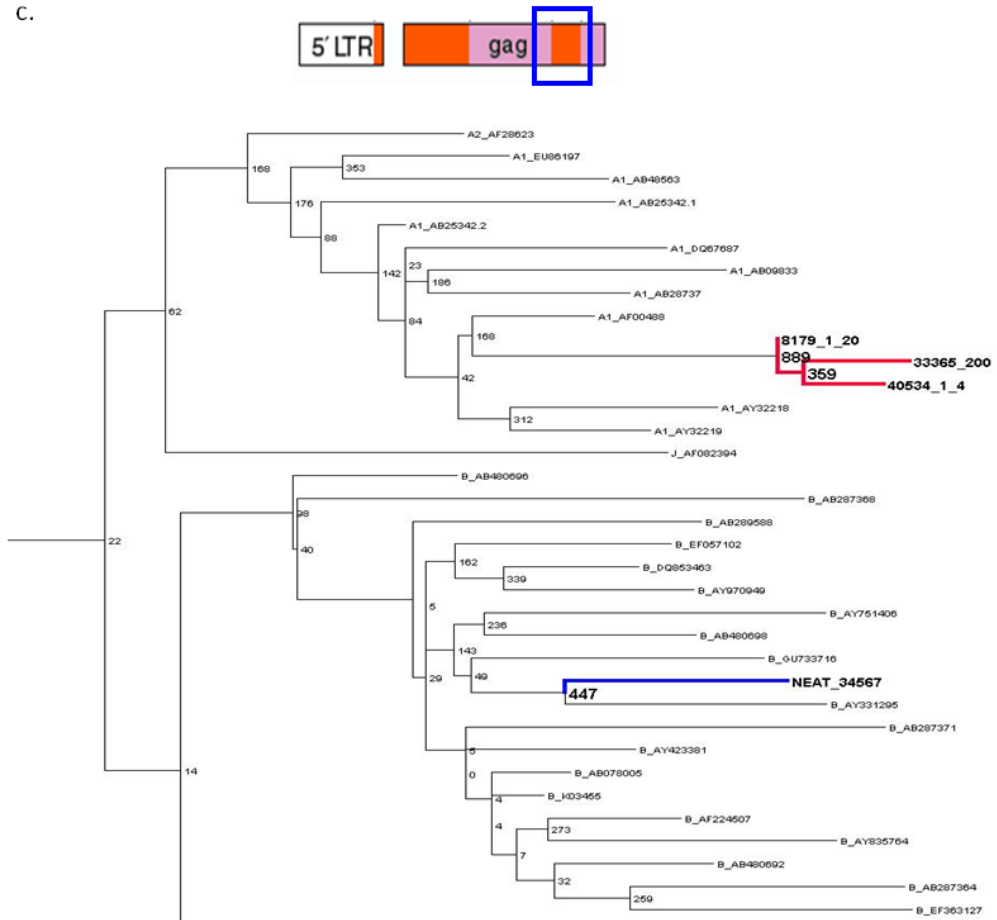 c.
5' LTR gag
A2_AF28623
A1_EU86197
168
353
A1_AB48563
176
A1_AB25342.1
A1_AB25342.2
88
A1_DQ67687
23
142
A1_AB09833
186
A1_AB28737
62
A1_AF00488
84
168
8179_1_20
889
33365_200
359
42
40534_1_4
A1_AY32218
312
A1_AY32219
J_AF082394
B_AB480696
B_AB287368
98
B_AB289588
22
B_EF057102
40
162
B_DQ853463
339
B_AY970949
5
B_AY751406
236
B_AB480698
143
B_GU733716
49
29
NEAT_34567
447
B_AY331295
B_AB287371
B_AY423381
5
14
B_AB078005
0
B_K03455
4
B_AF224507
4
273
B_AY835764
7
B_AB480692
32
B_AB287364
259
B_EF363127